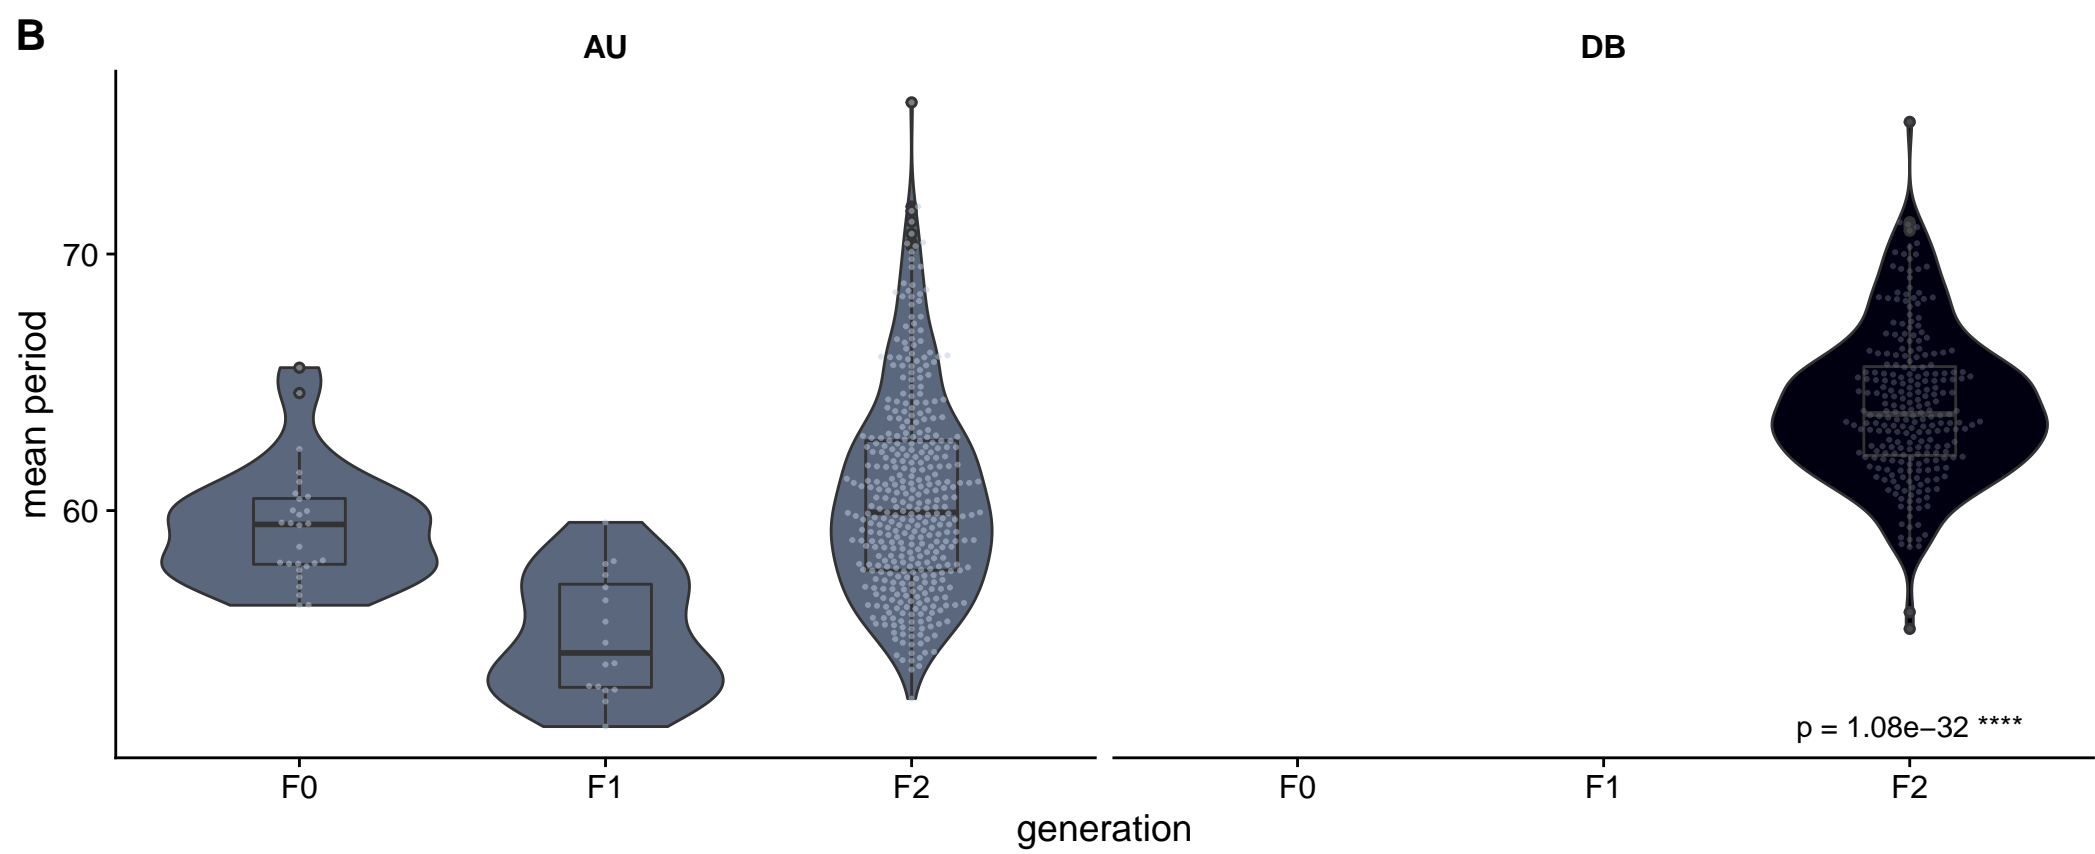 B
AU
DB
mean period
70
60
p = 1.08e−32 ****
F0
F1
F2
F0
F1
F2
generation